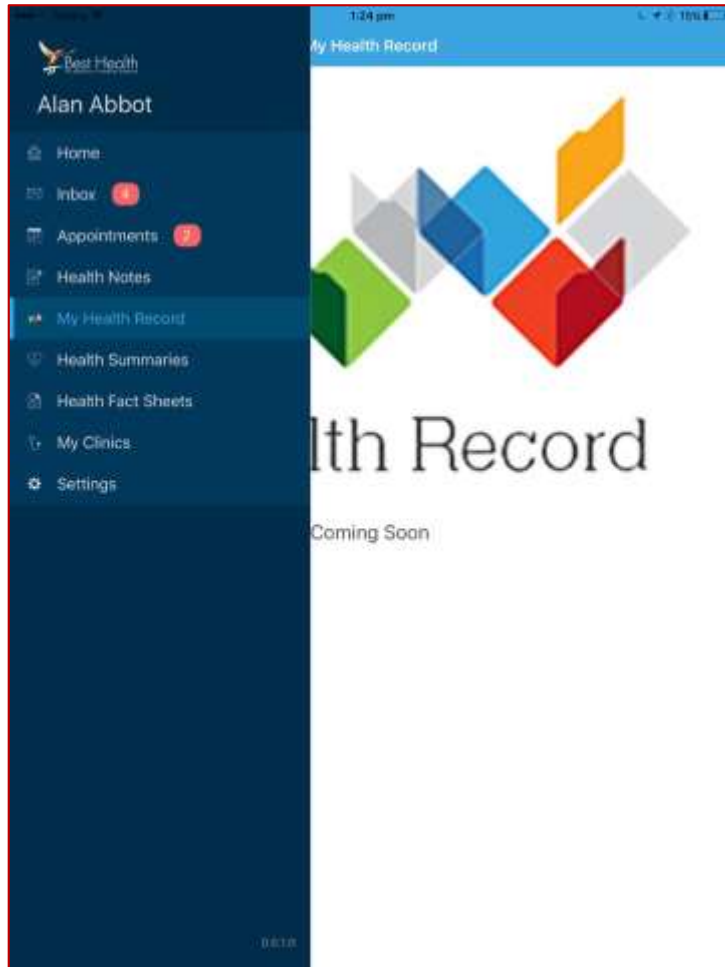 1:24 pm
My Health Record
Best Health
Alan Abbot
Home
Inbox 4
Appointments 2
Health Notes
My Health Record
Health Summaries
Health Fact Sheets
My Clinics
Settings
lth Record
Coming Soon